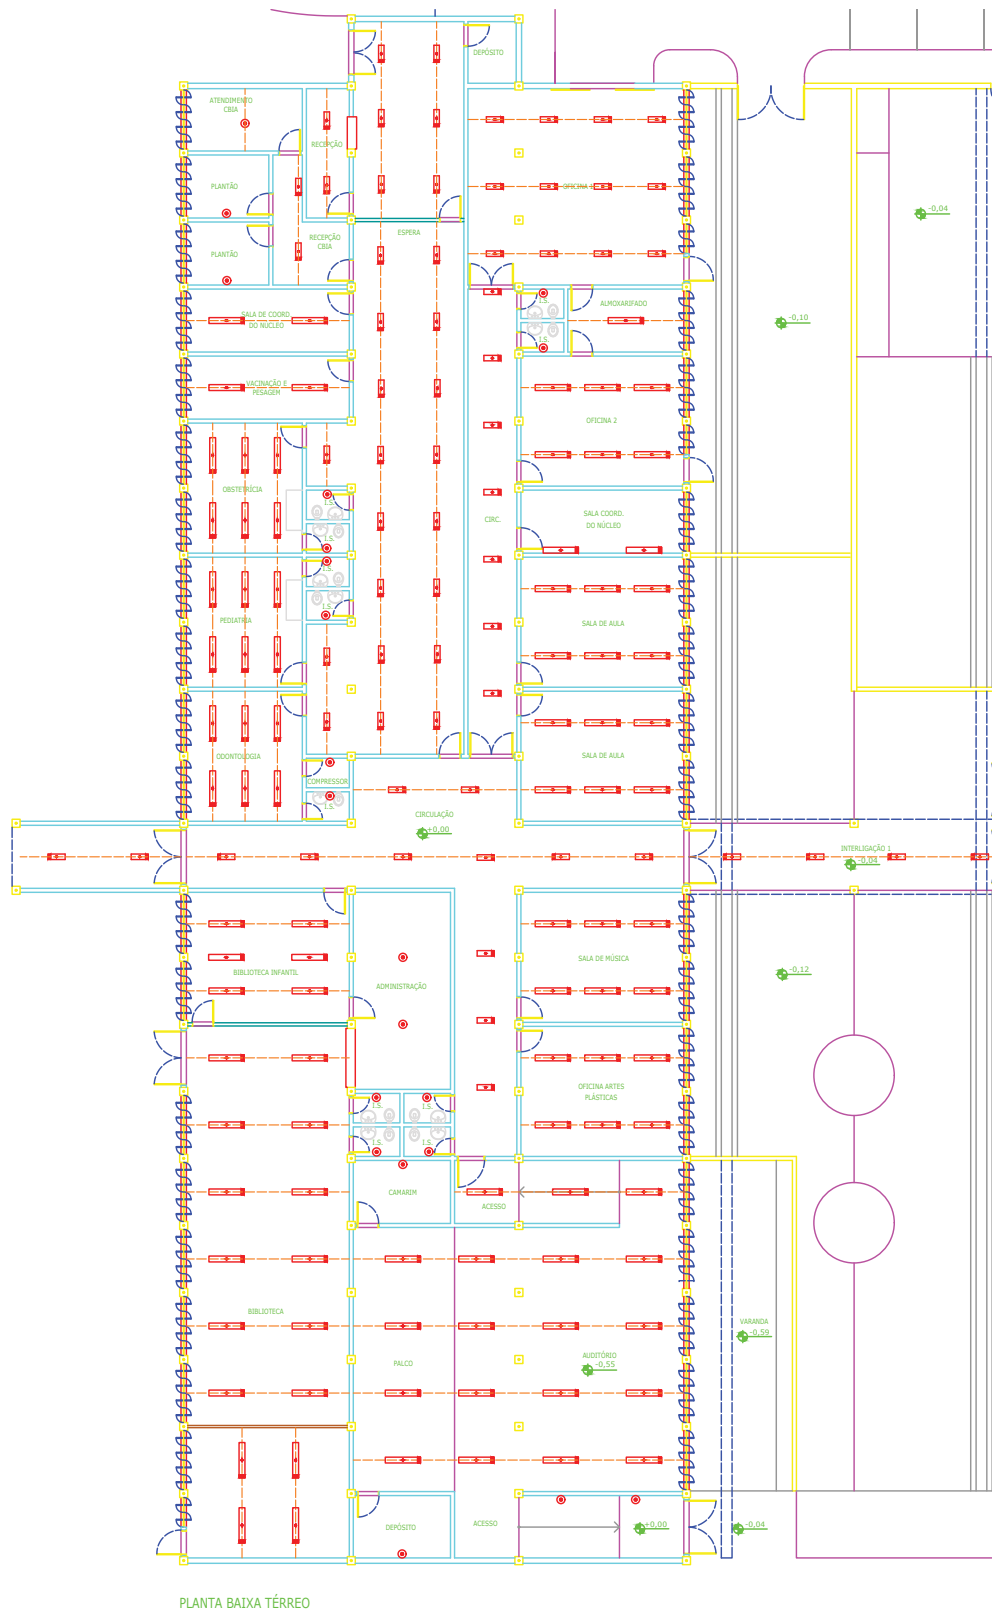 DEPÓSITO
ATENDIMENTO
CBIA
RECEPÇÃO
PLANTÃO
OFICINA 1
-0,04
RECEPÇÃO
CBIA
ESPERA
PLANTÃO
I.S.
ALMOXARIFADO
SALA DE COORD.
DO NÚCLEO
-0,10
I.S.
VACINAÇÃO E
PESAGEM
OFICINA 2
OBSTETRÍCIA
I.S.
CIRC.
SALA COORD.
DO NÚCLEO
I.S.
I.S.
PEDIATRIA
I.S.
SALA DE AULA
ODONTOLOGIA
SALA DE AULA
COMPRESSOR
I.S.
CIRCULAÇÃO
+0,00
INTERLIGAÇÃO 1
-0,04
BIBLIOTECA INFANTIL
ADMINISTRAÇÃO
SALA DE MÚSICA
-0,12
OFICINA ARTES
PLÁSTICAS
I.S.
I.S.
I.S.
I.S.
CAMARIM
ACESSO
BIBLIOTECA
VARANDA
-0,59
PALCO
AUDITÓRIO
-0,55
DEPÓSITO
ACESSO
+0,00
-0,04
PLANTA BAIXA TÉRREO